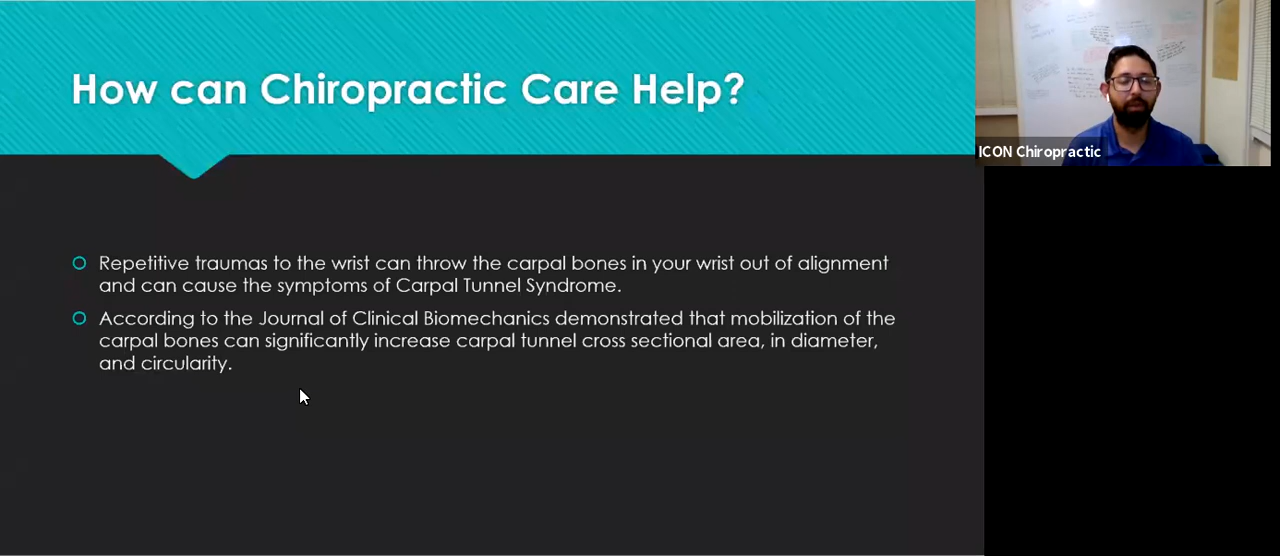 How can Chiropractic Care Help?
ICON Chiropractic
Repetitive traumas to the wrist can throw the carpal bones in your wrist out of alignment
and can cause the symptoms of Carpal Tunnel Syndrome.
According to the Journal of Clinical Biomechanics demonstrated that mobilization of the
carpal bones can significantly increase carpal tunnel cross sectional area, in diameter,
and circularity.